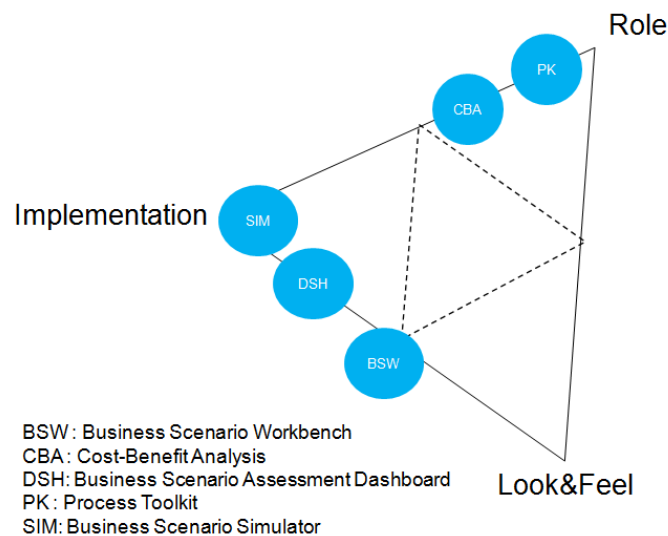 Role
PK
CBA
Implementation
SIM
DSH
BSW
BSW : Business Scenario Workbench
CBA : Cost-Benefit Analysis
DSH: Business Scenario Assessment Dashboard
PK : Process Toolkit
SIM: Business Scenario Simulator
Look&Feel